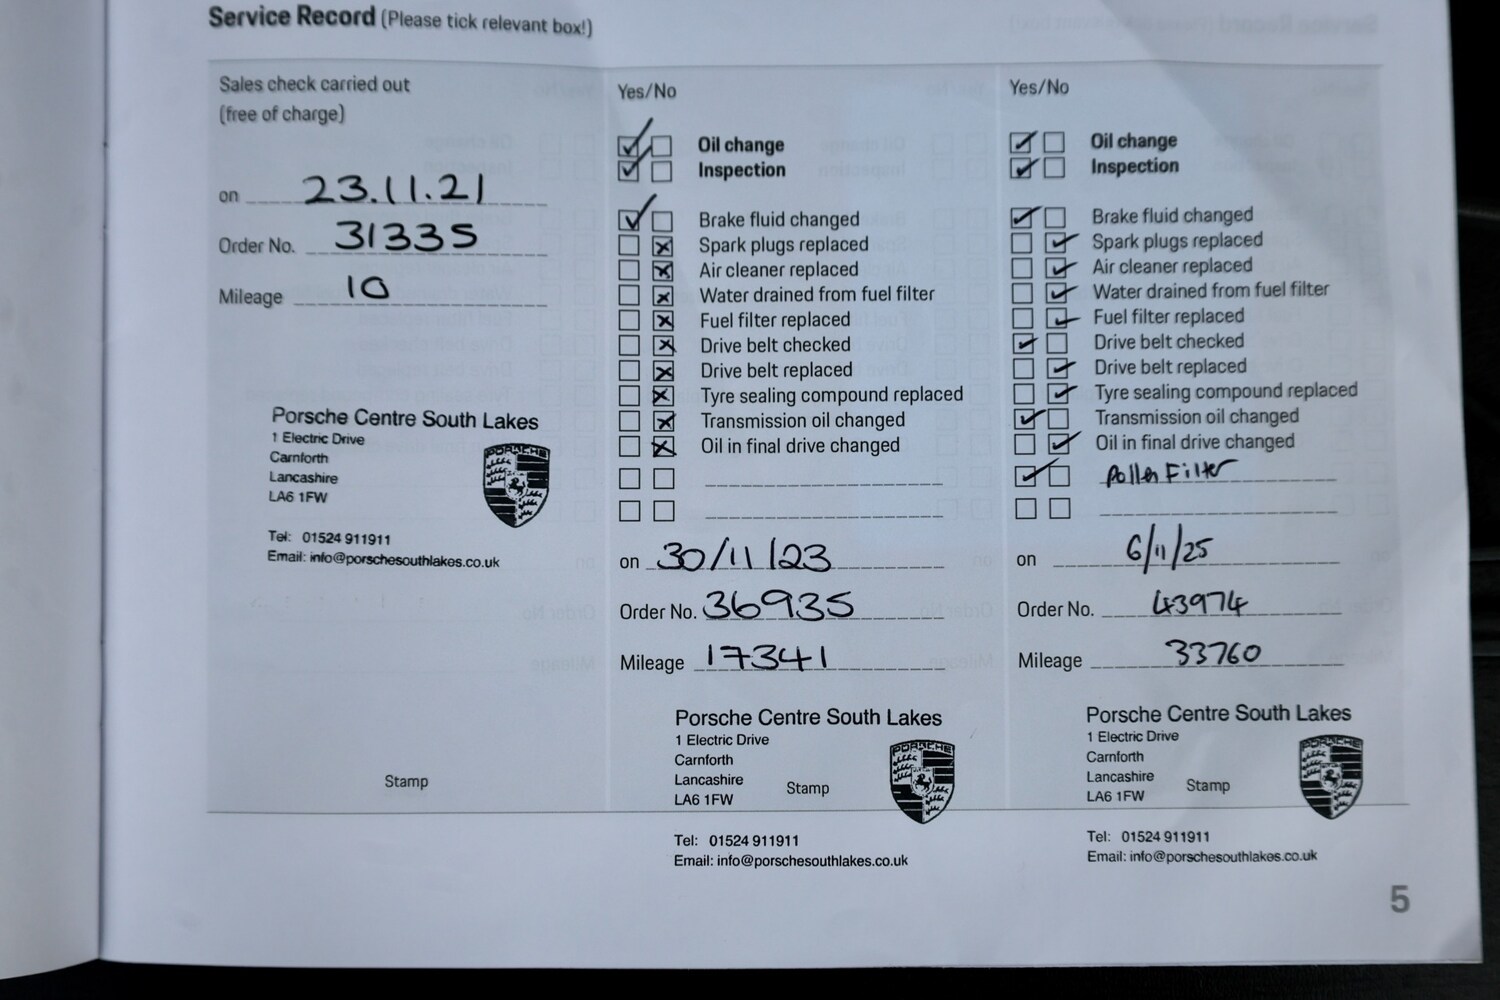 Service Record (Please tick relevant box!)
Sales check carried out
(free of charge)
on 23.11.21
Order No. 31335
Mileage 10
Porsche Centre South Lakes
1 Electric Drive
Carnforth
Lancashire
LA6 1FW
PORSCHE
Tel: 01524 911911
Email: info@porschesouthlakes.co.uk
Stamp
Yes/No
Oil change
Inspection
Brake fluid changed
Spark plugs replaced
Air cleaner replaced
Water drained from fuel filter
Fuel filter replaced
Drive belt checked
Drive belt replaced
Tyre sealing compound replaced
Transmission oil changed
Oil in final drive changed
on 30/11/23
Order No. 36935
Mileage 17341
Porsche Centre South Lakes
1 Electric Drive
Carnforth
Lancashire
LA6 1FW
Stamp
PORSCHE
Tel: 01524 911911
Email: info@porschesouthlakes.co.uk
Yes/No
Oil change
Inspection
Brake fluid changed
Spark plugs replaced
Air cleaner replaced
Water drained from fuel filter
Fuel filter replaced
Drive belt checked
Drive belt replaced
Tyre sealing compound replaced
Transmission oil changed
Oil in final drive changed
Pollen Filter
on 6/11/25
Order No. 43974
Mileage 33760
Porsche Centre South Lakes
1 Electric Drive
Carnforth
Lancashire
LA6 1FW
Stamp
PORSCHE
Tel: 01524 911911
Email: info@porschesouthlakes.co.uk
5